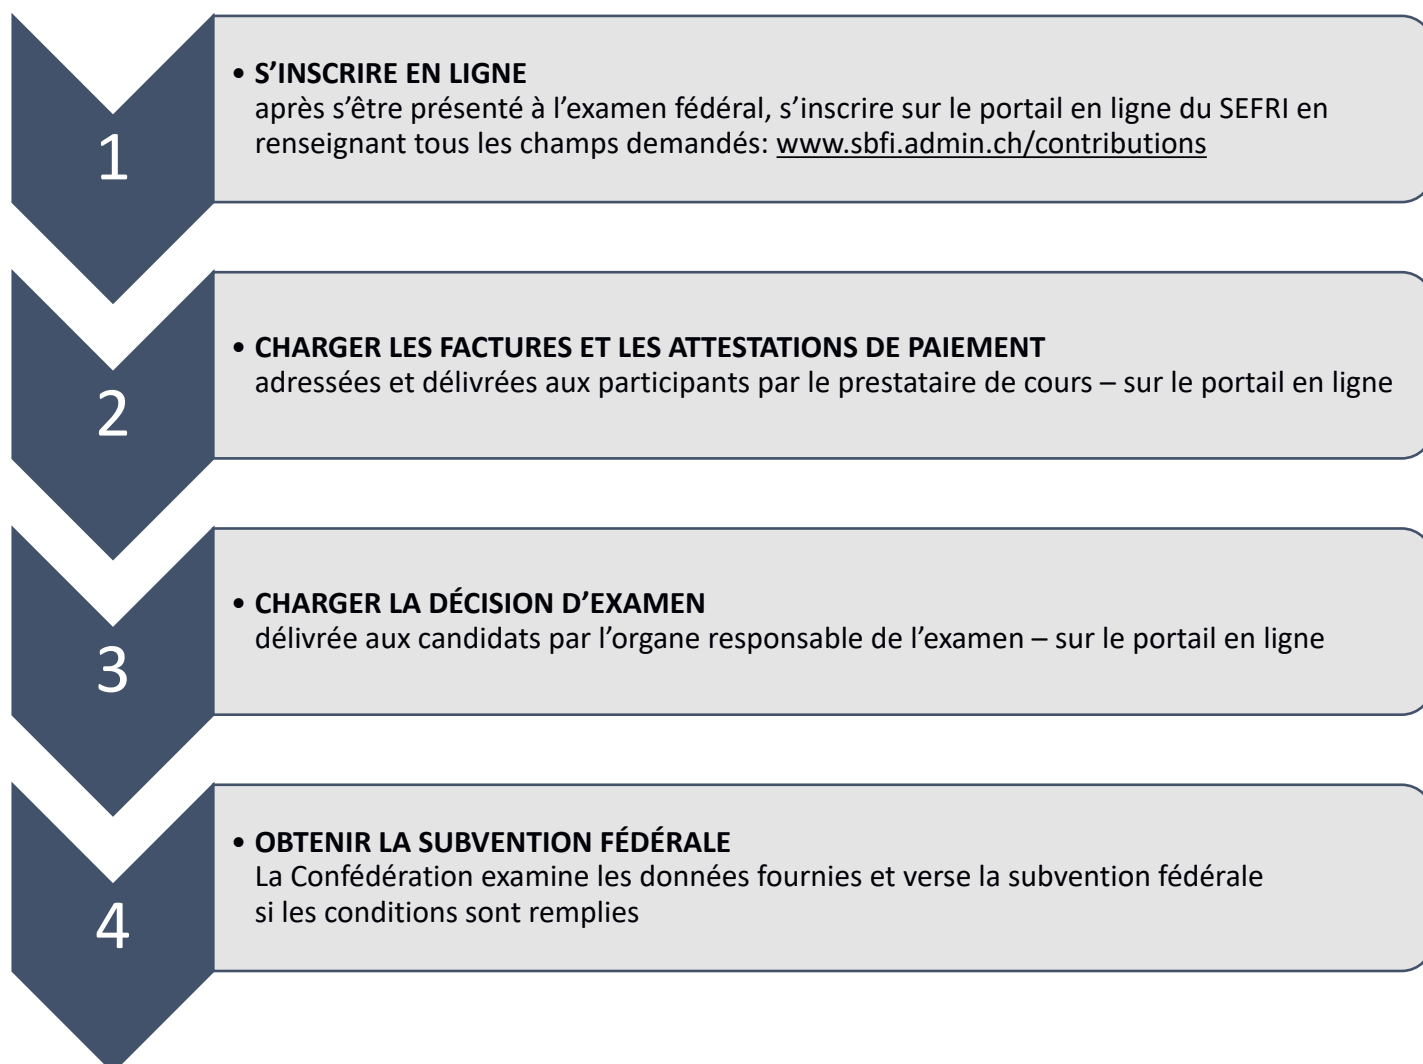 1
• S’INSCRIRE EN LIGNE
après s’être présenté à l’examen fédéral, s’inscrire sur le portail en ligne du SEFRI en
renseignant tous les champs demandés: www.sbfi.admin.ch/contributions
2
• CHARGER LES FACTURES ET LES ATTESTATIONS DE PAIEMENT
adressées et délivrées aux participants par le prestataire de cours – sur le portail en ligne
3
• CHARGER LA DÉCISION D’EXAMEN
délivrée aux candidats par l’organe responsable de l’examen – sur le portail en ligne
4
• OBTENIR LA SUBVENTION FÉDÉRALE
La Confédération examine les données fournies et verse la subvention fédérale
si les conditions sont remplies